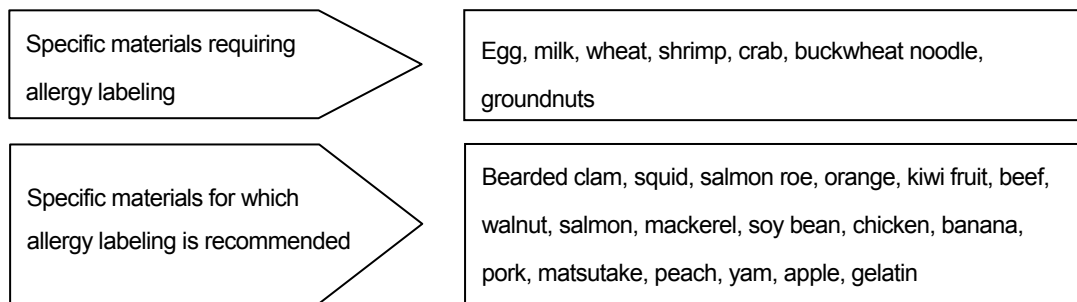 Specific materials requiring
allergy labeling
Egg, milk, wheat, shrimp, crab, buckwheat noodle,
groundnuts
Specific materials for which
allergy labeling is recommended
Bearded clam, squid, salmon roe, orange, kiwi fruit, beef,
walnut, salmon, mackerel, soy bean, chicken, banana,
pork, matsutake, peach, yam, apple, gelatin